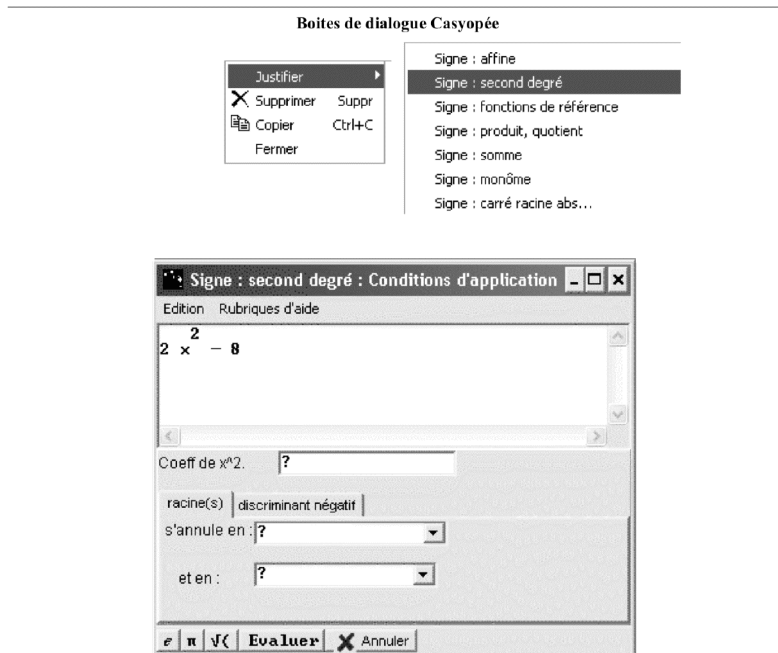 Boites de dialogue Casyopée
Justifier
Supprimer Suppr
Copier Ctrl+C
Fermer
Signe : affine
Signe : second degré
Signe : fonctions de référence
Signe : produit, quotient
Signe : somme
Signe : monôme
Signe : carré racine abs...
Signe : second degré : Conditions d'application
Edition Rubriques d'aide
2 x² − 8
Coeff de x^2. ?
racine(s) discriminant négatif
s'annule en : ?
et en : ?
e π √( Evaluer Annuler